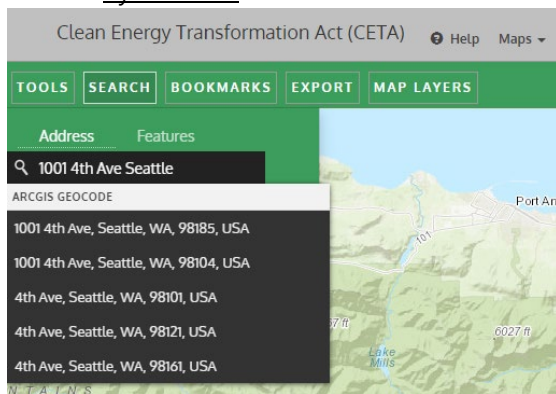 Clean Energy Transformation Act (CETA) Help Maps
TOOLS SEARCH BOOKMARKS EXPORT MAP LAYERS
Address Features
1001 4th Ave Seattle
ARCGIS GEOCODE
1001 4th Ave, Seattle, WA, 98185, USA
1001 4th Ave, Seattle, WA, 98104, USA
4th Ave, Seattle, WA, 98101, USA
4th Ave, Seattle, WA, 98121, USA
4th Ave, Seattle, WA, 98161, USA
Port An
101
7 ft
6027 ft
Lake
Mills
N T A I N S